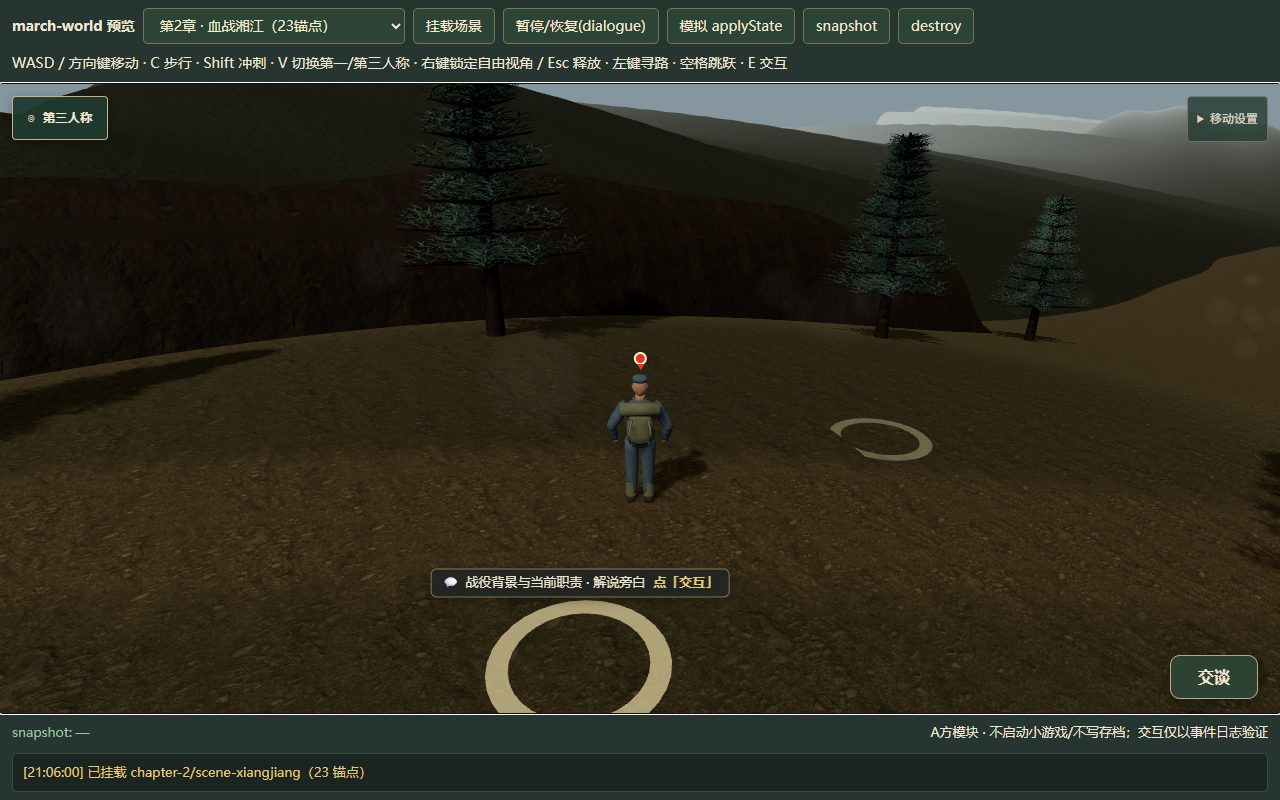 march-world 预览 第2章 · 血战湘江（23锚点） 挂载场景 暂停/恢复(dialogue) 模拟 applyState snapshot destroy
WASD / 方向键移动 · C 步行 · Shift 冲刺 · V 切换第一/第三人称 · 右键锁定自由视角 / Esc 释放 · 左键寻路 · 空格跳跃 · E 交互
◎ 第三人称
▶ 移动设置
💬 战役背景与当前职责 · 解说旁白 点「交互」
交谈
snapshot: —
A方模块 · 不启动小游戏/不写存档；交互仅以事件日志验证
[21:06:00] 已挂载 chapter-2/scene-xiangjiang（23 锚点）